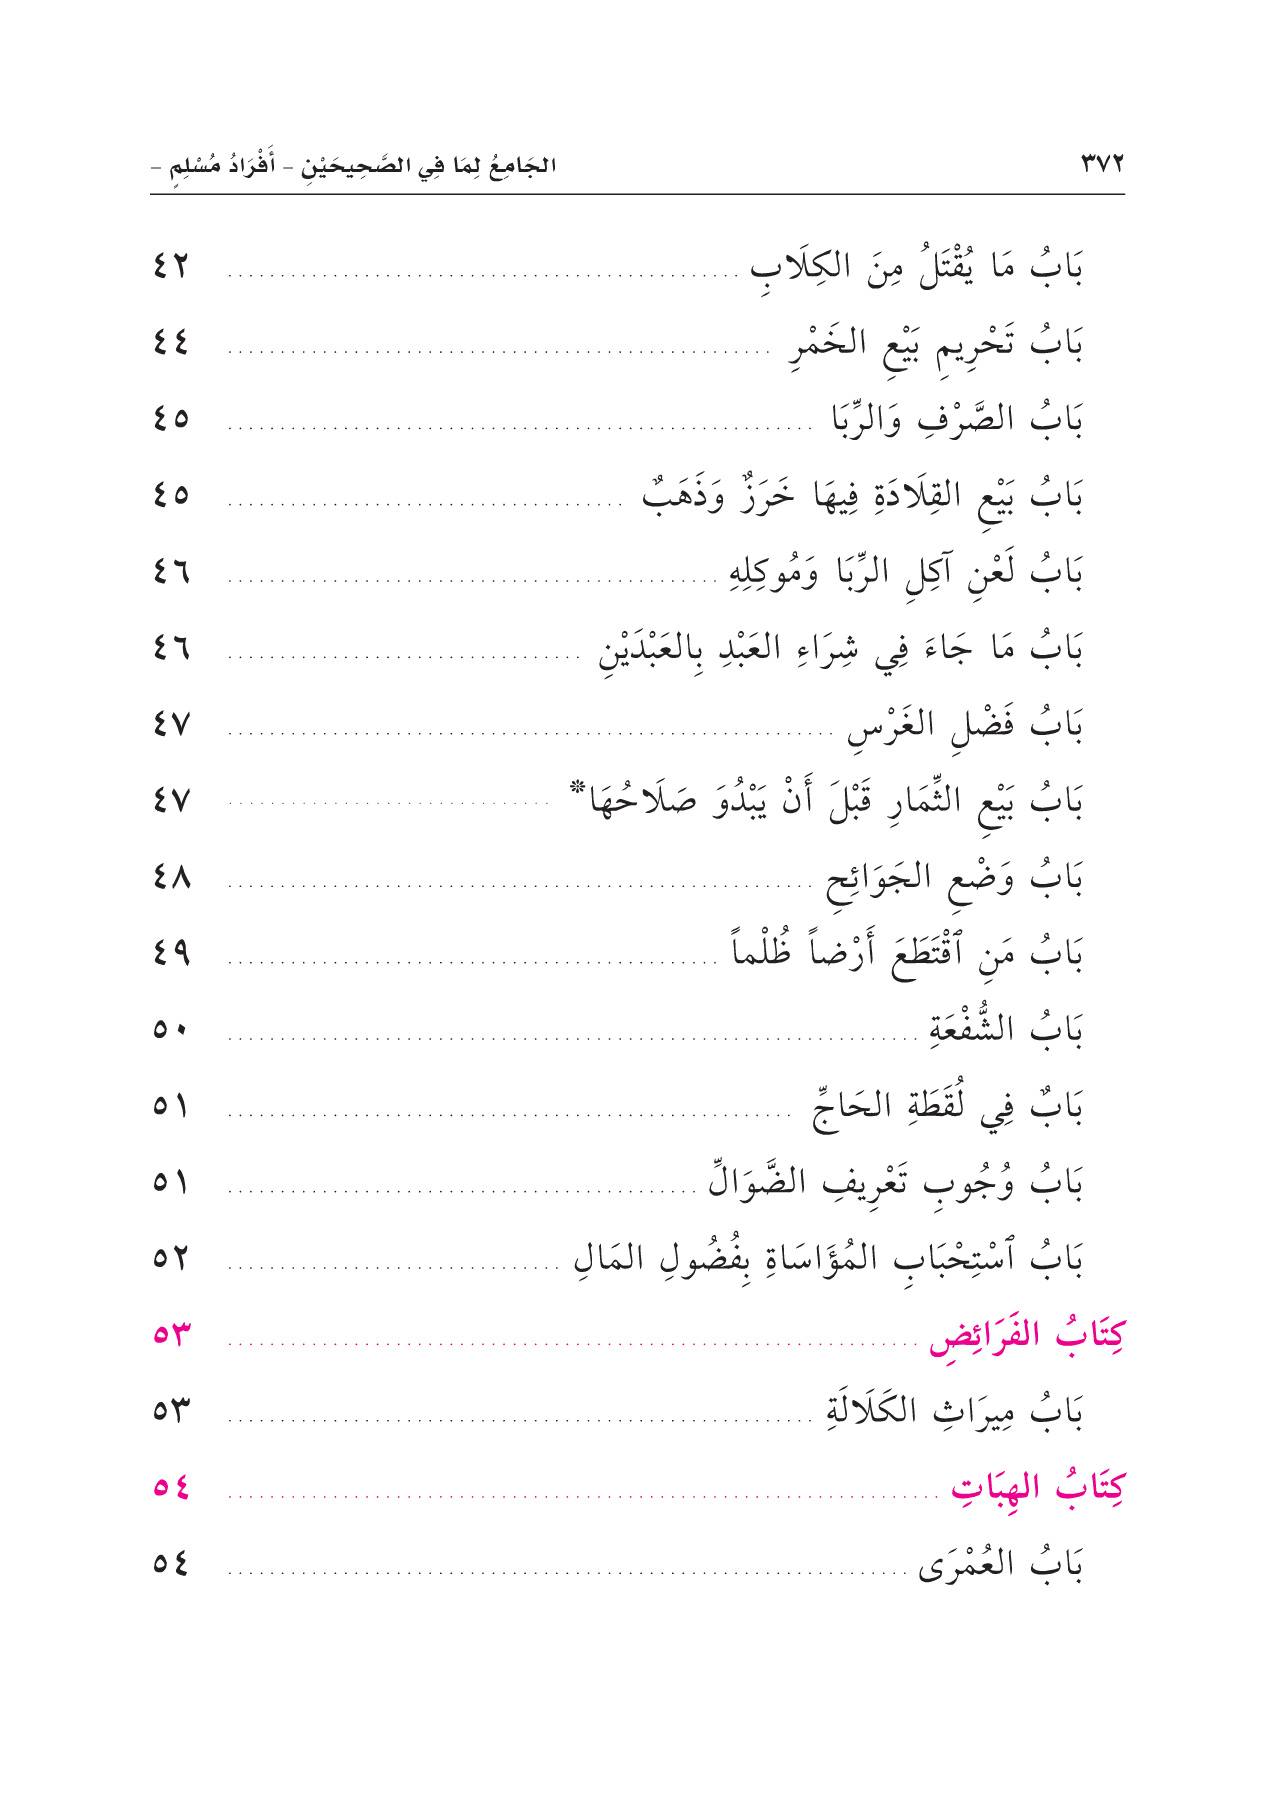 ٣٧٢ الجَامِعُ لِمَا فِي الصَّحِيحَيْنِ – أَفْرَادُ مُسْلِمٍ –
بَابُ مَا يُقْتَلُ مِنَ الكِلَابِ ٤٢
بَابُ تَحْرِيمِ بَيْعِ الخَمْرِ ٤٤
بَابُ الصَّرْفِ وَالرِّبَا ٤٥
بَابُ بَيْعِ القِلَادَةِ فِيهَا خَرَزٌ وَذَهَبٌ ٤٥
بَابُ لَعْنِ آكِلِ الرِّبَا وَمُوكِلِهِ ٤٦
بَابُ مَا جَاءَ فِي شِرَاءِ العَبْدِ بِالعَبْدَيْنِ ٤٦
بَابُ فَضْلِ الغَرْسِ ٤٧
بَابُ بَيْعِ الثِّمَارِ قَبْلَ أَنْ يَبْدُوَ صَلَاحُهَا* ٤٧
بَابُ وَضْعِ الجَوَائِحِ ٤٨
بَابُ مَنِ ٱقْتَطَعَ أَرْضاً ظُلْماً ٤٩
بَابُ الشُّفْعَةِ ٥٠
بَابٌ فِي لُقَطَةِ الحَاجِّ ٥١
بَابُ وُجُوبِ تَعْرِيفِ الضَّوَالِّ ٥١
بَابُ ٱسْتِحْبَابِ المُؤَاسَاةِ بِفُضُولِ المَالِ ٥٢
كِتَابُ الفَرَائِضِ ٥٣
بَابُ مِيرَاثِ الكَلَالَةِ ٥٣
كِتَابُ الهِبَاتِ ٥٤
بَابُ العُمْرَى ٥٤